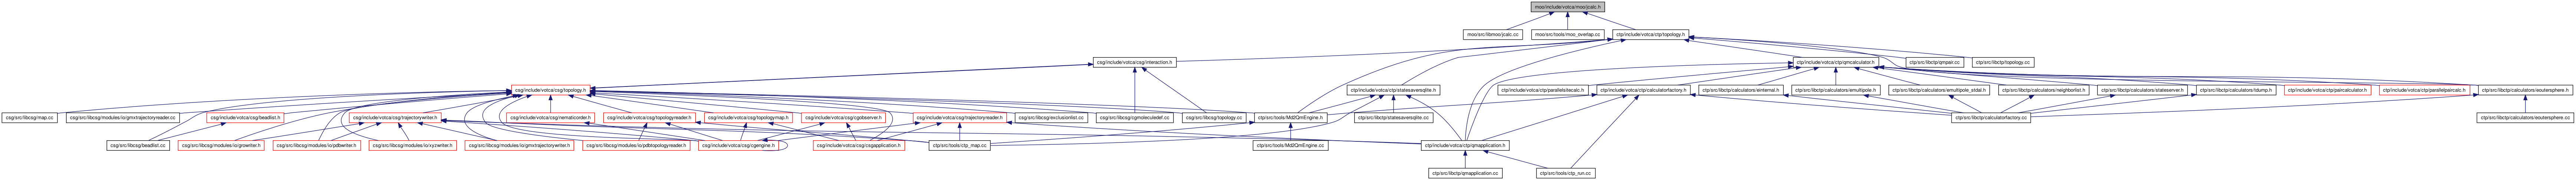 moo/include/votca/moo/jcalc.h
moo/src/libmoo/jcalc.cc
moo/src/tools/moo_overlap.cc
ctp/include/votca/ctp/topology.h
csg/include/votca/csg/interaction.h
ctp/include/votca/ctp/qmcalculator.h
ctp/src/libctp/qmpair.cc
ctp/src/libctp/topology.cc
csg/include/votca/csg/topology.h
ctp/include/votca/ctp/statesaversqlite.h
ctp/include/votca/ctp/parallelxjobcalc.h
ctp/include/votca/ctp/calculatorfactory.h
ctp/src/libctp/calculators/einternal.h
ctp/src/libctp/calculators/emultipole.h
ctp/src/libctp/calculators/emultipole_stdal.h
ctp/src/libctp/calculators/neighborlist.h
ctp/src/libctp/calculators/stateserver.h
ctp/src/libctp/calculators/tdump.h
ctp/include/votca/ctp/paircalculator.h
ctp/include/votca/ctp/parallelpaircalc.h
ctp/src/libctp/calculators/eoutersphere.h
csg/src/libcsg/map.cc
csg/src/libcsg/modules/io/gmxtrajectoryreader.cc
csg/include/votca/csg/beadlist.h
csg/include/votca/csg/trajectorywriter.h
csg/include/votca/csg/nematicorder.h
csg/include/votca/csg/topologyreader.h
csg/include/votca/csg/topologymap.h
csg/include/votca/csg/cgobserver.h
csg/include/votca/csg/trajectoryreader.h
csg/src/libcsg/exclusionlist.cc
csg/src/libcsg/cgmoleculedef.cc
csg/src/libcsg/topology.cc
ctp/src/tools/Md2QmEngine.h
ctp/src/libctp/statesaversqlite.cc
ctp/src/libctp/calculatorfactory.cc
ctp/src/libctp/calculators/eoutersphere.cc
csg/src/libcsg/beadlist.cc
csg/src/libcsg/modules/io/growriter.h
csg/src/libcsg/modules/io/pdbwriter.h
csg/src/libcsg/modules/io/xyzwriter.h
csg/src/libcsg/modules/io/gmxtrajectorywriter.h
csg/src/libcsg/modules/io/pdbtopologyreader.h
csg/include/votca/csg/cgengine.h
csg/include/votca/csg/csgapplication.h
ctp/src/tools/ctp_map.cc
ctp/src/tools/Md2QmEngine.cc
ctp/include/votca/ctp/qmapplication.h
ctp/src/libctp/qmapplication.cc
ctp/src/tools/ctp_run.cc